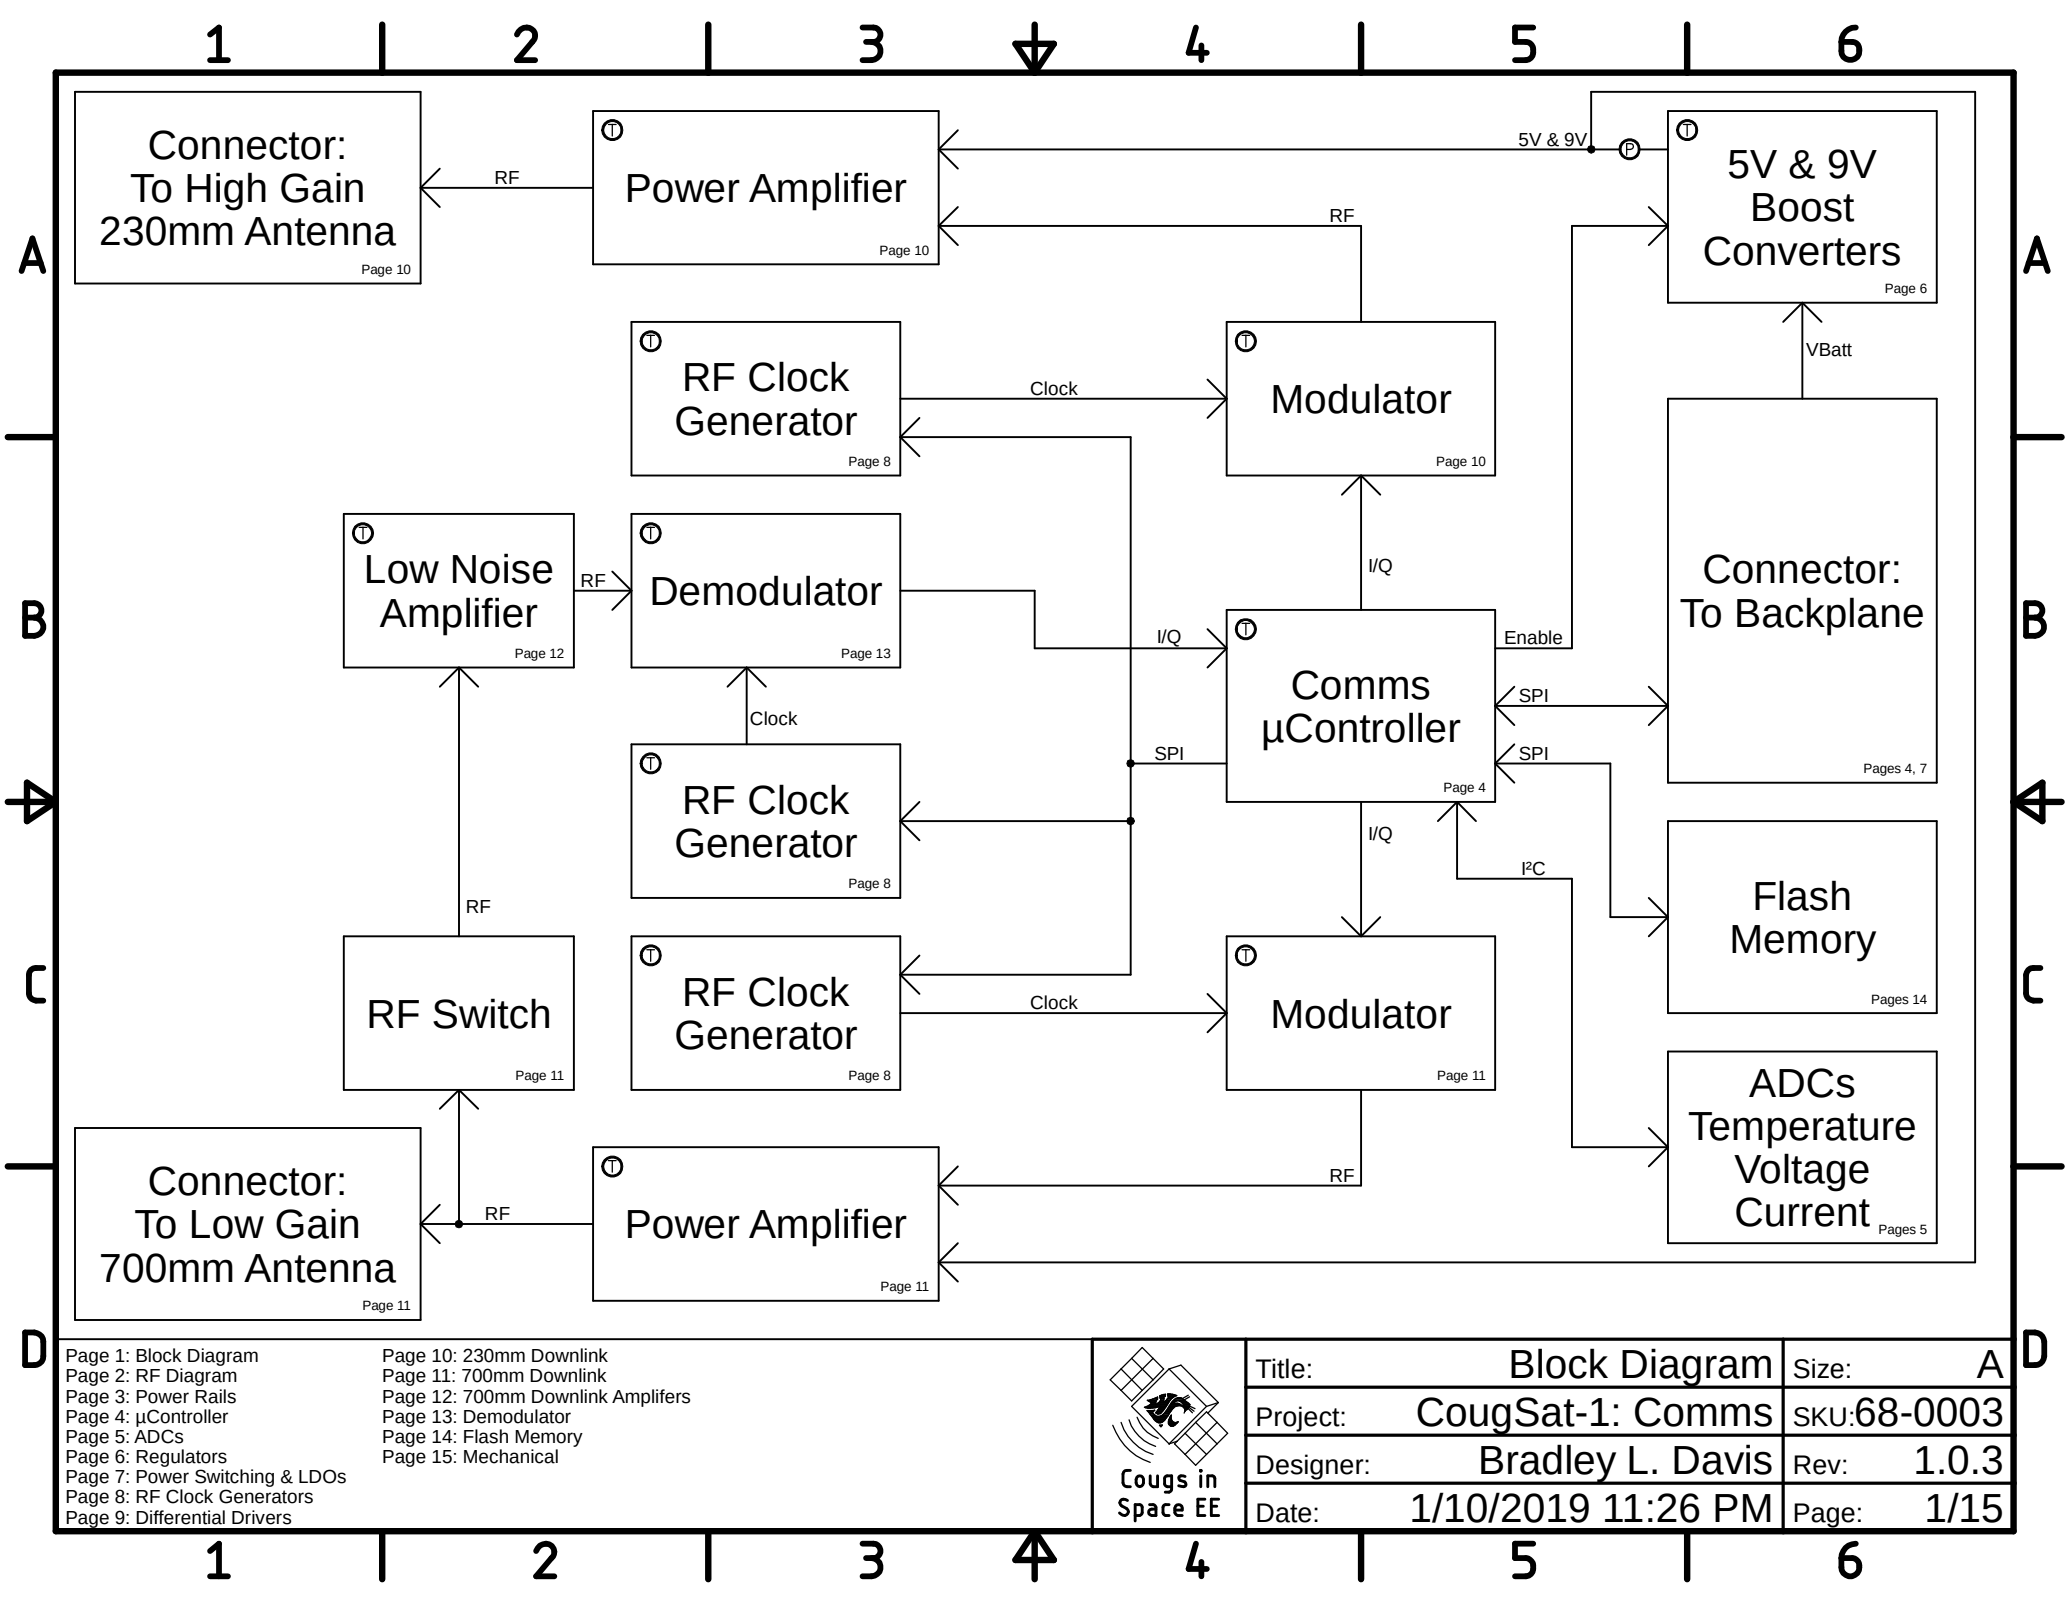 1 2 3 4 5 6
A
B
C
D
A
B
C
D
Connector:
To High Gain
230mm Antenna
Page 10
RF
T
Power Amplifier
Page 10
5V & 9V
P
RF
T
5V & 9V
Boost
Converters
Page 6
VBatt
T
RF Clock
Generator
Page 8
Clock
T
Modulator
Page 10
T
Low Noise
Amplifier
Page 12
RF
T
Demodulator
Page 13
I/Q
I/Q
T
Comms
µController
Page 4
Enable
SPI
SPI
Connector:
To Backplane
Pages 4, 7
Clock
T
RF Clock
Generator
Page 8
SPI
I/Q
I²C
Flash
Memory
Pages 14
RF
RF Switch
Page 11
T
RF Clock
Generator
Page 8
Clock
T
Modulator
Page 11
ADCs
Temperature
Voltage
Current
Pages 5
Connector:
To Low Gain
700mm Antenna
Page 11
RF
T
Power Amplifier
Page 11
RF
Page 1: Block Diagram
Page 2: RF Diagram
Page 3: Power Rails
Page 4: µController
Page 5: ADCs
Page 6: Regulators
Page 7: Power Switching & LDOs
Page 8: RF Clock Generators
Page 9: Differential Drivers
Page 10: 230mm Downlink
Page 11: 700mm Downlink
Page 12: 700mm Downlink Amplifers
Page 13: Demodulator
Page 14: Flash Memory
Page 15: Mechanical
Cougs in
Space EE
Title: Block Diagram Size: A
Project: CougSat-1: Comms SKU:68-0003
Designer: Bradley L. Davis Rev: 1.0.3
Date: 1/10/2019 11:26 PM Page: 1/15
1 2 3 4 5 6